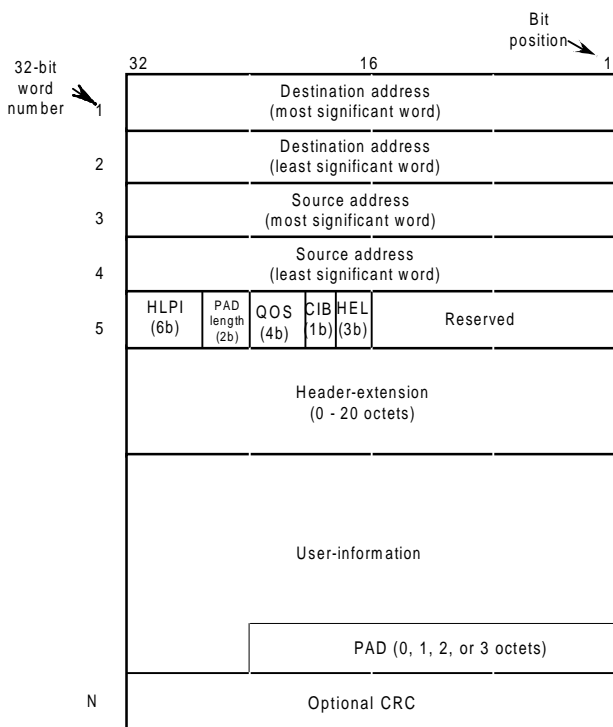 Bit
position
32
16
1
32-bit
word
number
1
Destination address
(most significant word)
2
Destination address
(least significant word)
3
Source address
(most significant word)
4
Source address
(least significant word)
5
HLPI
(6b)
PAD
length
(2b)
QOS
(4b)
CIB
(1b)
HEL
(3b)
Reserved
Header-extension
(0 - 20 octets)
User-information
PAD (0, 1, 2, or 3 octets)
N
Optional CRC